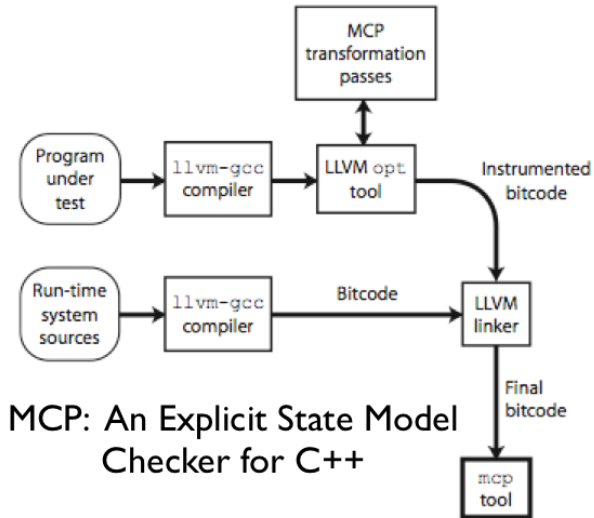 MCP
transformation
passes
Program
under
test
llvm-gcc
compiler
LLVM opt
tool
Instrumented
bitcode
Run-time
system
sources
llvm-gcc
compiler
Bitcode
LLVM
linker
Final
bitcode
MCP: An Explicit State Model
Checker for C++
mcp
tool